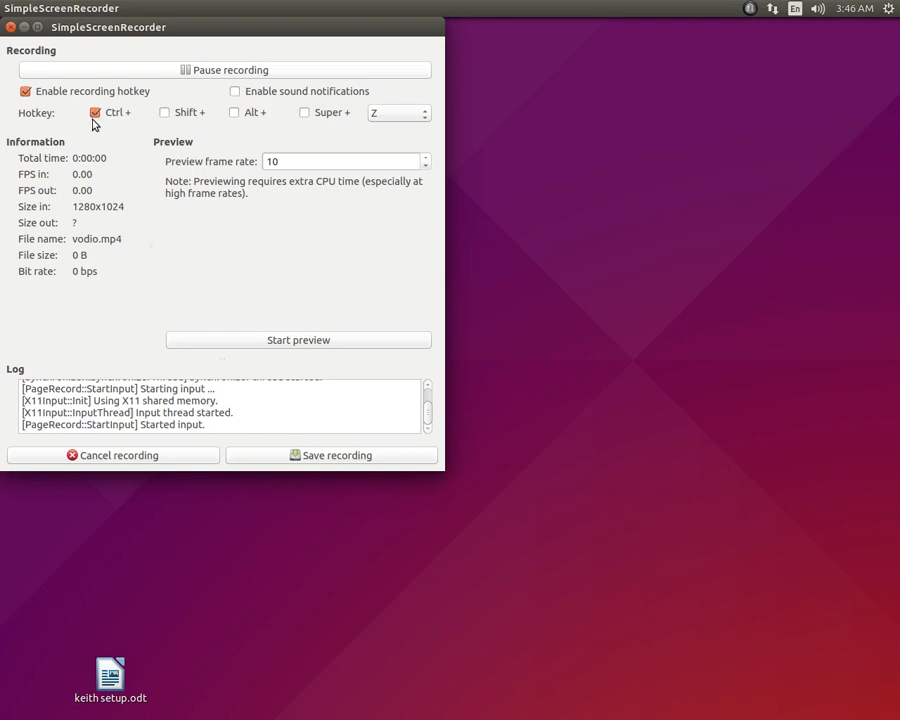 SimpleScreenRecorder
En
3:46 AM
SimpleScreenRecorder
Recording
Pause recording
Enable recording hotkey
Enable sound notifications
Hotkey:
Ctrl +
Shift +
Alt +
Super +
Z
Information
Total time: 0:00:00
FPS in: 0.00
FPS out: 0.00
Size in: 1280x1024
Size out: ?
File name: vodio.mp4
File size: 0 B
Bit rate: 0 bps
Preview
Preview frame rate: 10
Note: Previewing requires extra CPU time (especially at
high frame rates).
Start preview
Log
[PageRecord::StartInput] Starting input ...
[X11Input::Init] Using X11 shared memory.
[X11Input::InputThread] Input thread started.
[PageRecord::StartInput] Started input.
Cancel recording
Save recording
keith setup.odt